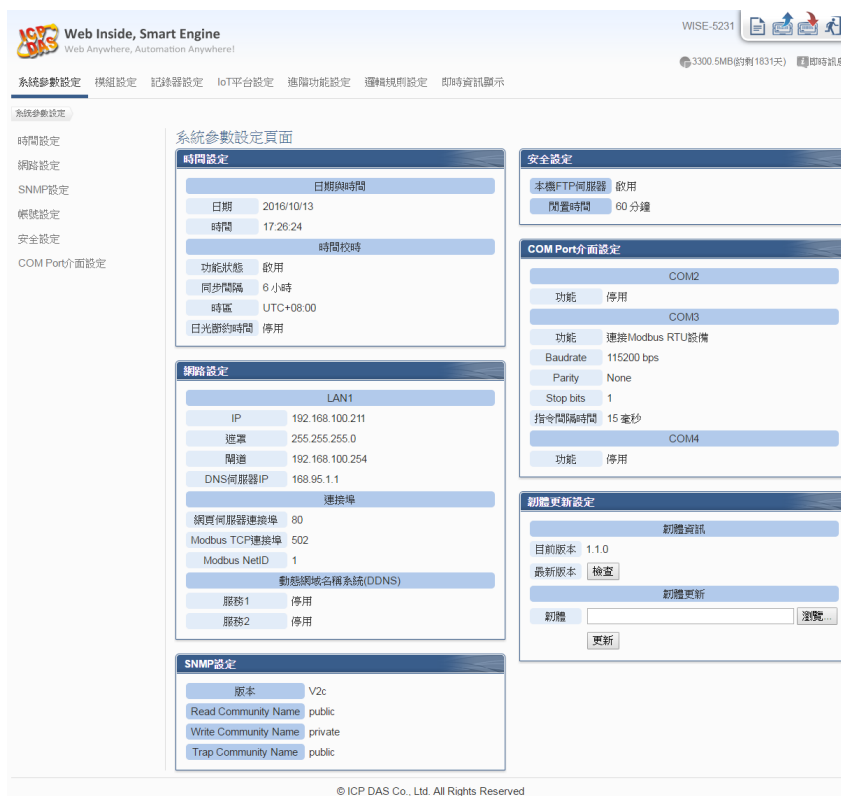 ICP DAS
Web Inside, Smart Engine
Web Anywhere, Automation Anywhere!
WISE-5231
3300.5MB(約剩1831天)
即時訊息
系統參數設定 模組設定 記錄器設定 IoT平台設定 進階功能設定 邏輯規則設定 即時資訊顯示
系統參數設定
時間設定
網路設定
SNMP設定
帳號設定
安全設定
COM Port介面設定
系統參數設定頁面
時間設定
日期與時間
日期 2016/10/13
時間 17:26:24
時間校時
功能狀態 啟用
同步間隔 6 小時
時區 UTC+08:00
日光節約時間 停用
網路設定
LAN1
IP 192.168.100.211
遮罩 255.255.255.0
閘道 192.168.100.254
DNS伺服器IP 168.95.1.1
連接埠
網頁伺服器連接埠 80
Modbus TCP連接埠 502
Modbus NetID 1
動態網域名稱系統(DDNS)
服務1 停用
服務2 停用
SNMP設定
版本 V2c
Read Community Name public
Write Community Name private
Trap Community Name public
安全設定
本機FTP伺服器 啟用
閒置時間 60 分鐘
COM Port介面設定
COM2
功能 停用
COM3
功能 連接Modbus RTU設備
Baudrate 115200 bps
Parity None
Stop bits 1
指令間隔時間 15 毫秒
COM4
功能 停用
韌體更新設定
韌體資訊
目前版本 1.1.0
最新版本 檢查
韌體更新
韌體 瀏覽...
更新
© ICP DAS Co., Ltd. All Rights Reserved